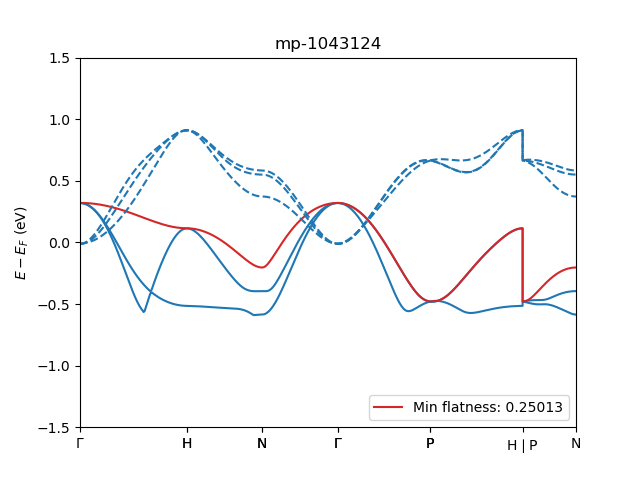 mp-1043124
1.5
1.0
0.5
0.0
−0.5
−1.0
−1.5
E − E_F (eV)
Min flatness: 0.25013
Γ H N Γ P H | P N